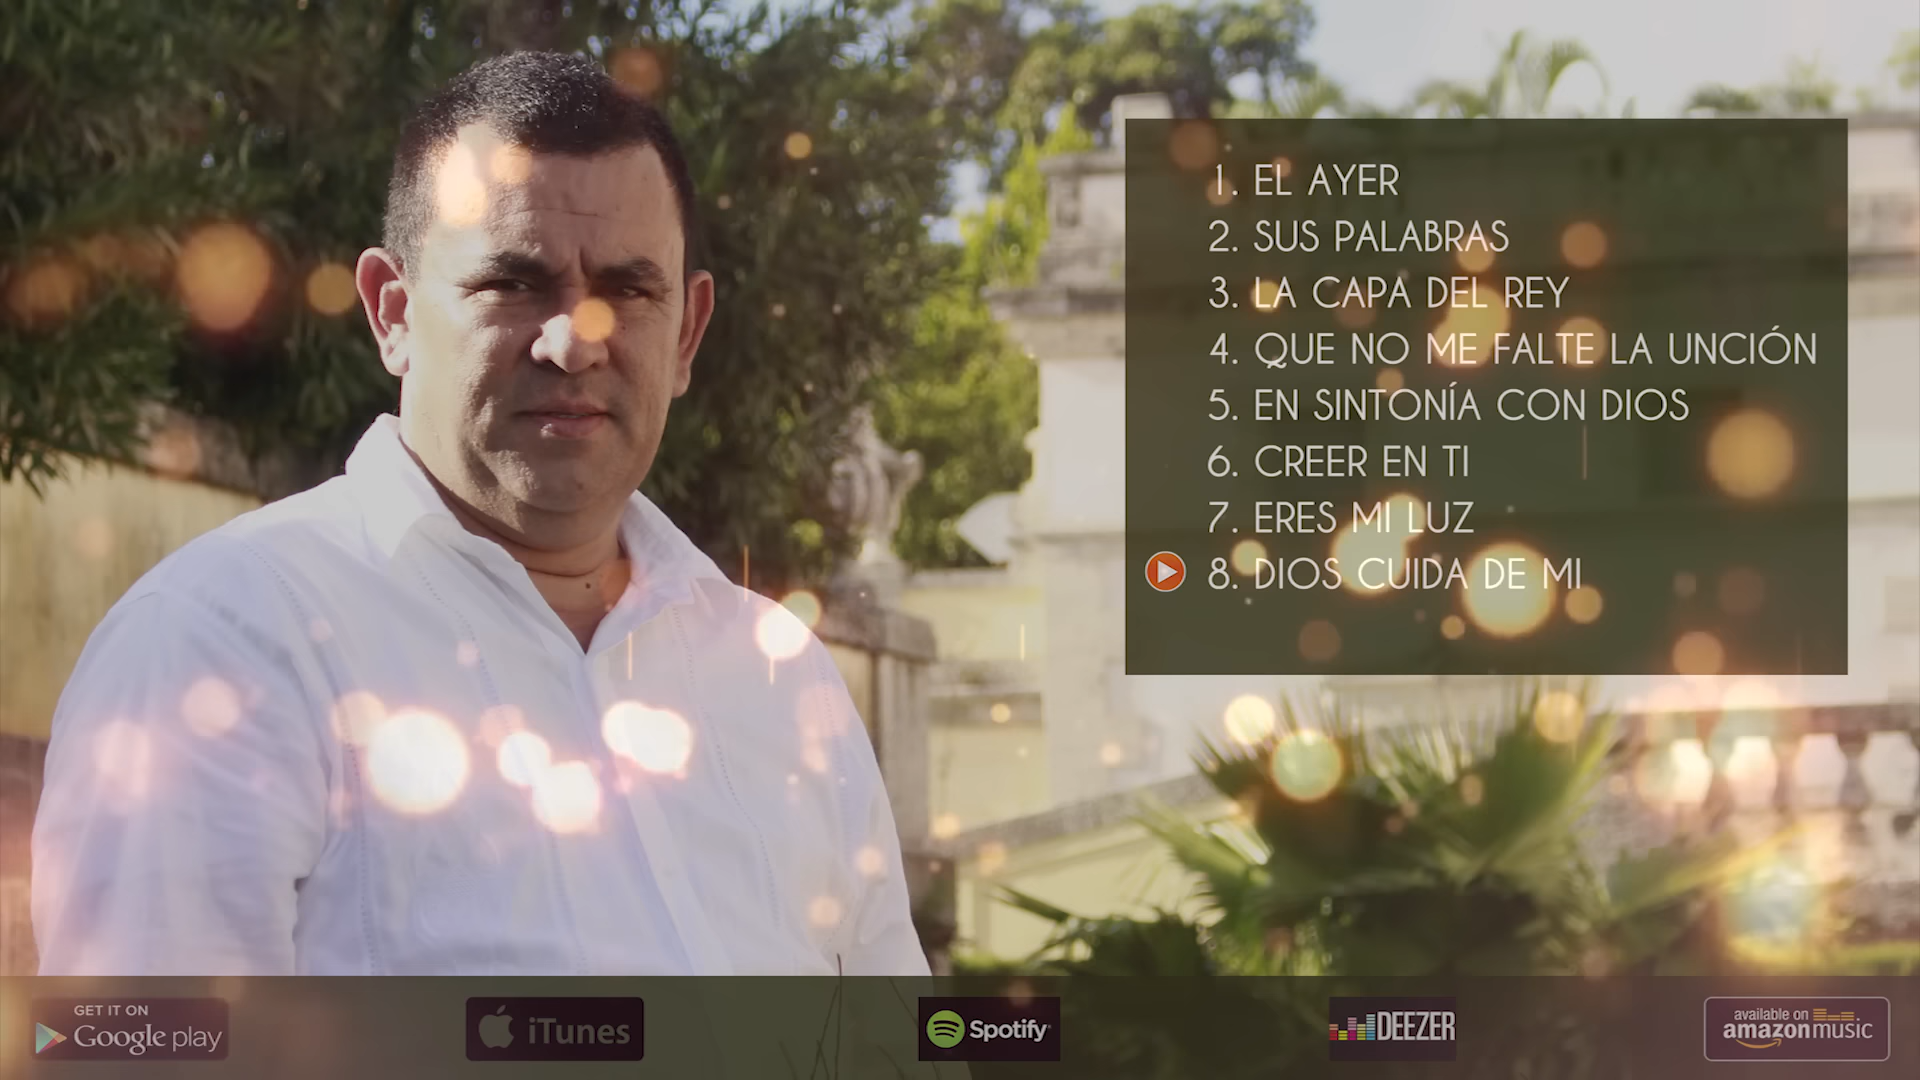 1. EL AYER
2. SUS PALABRAS
3. LA CAPA DEL REY
4. QUE NO ME FALTE LA UNCIÓN
5. EN SINTONÍA CON DIOS
6. CREER EN TI
7. ERES MI LUZ
8. DIOS CUIDA DE MI
GET IT ON
Google play
iTunes
Spotify
DEEZER
available on
amazonmusic